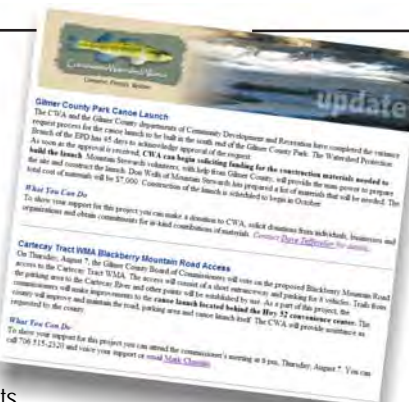 update
Gilmer County Park Canoe Launch
The CWA and the Gilmer County departments of Community Development and Recreation have completed the variance
request process for the canoe launch to be built in the south end of the Gilmer County Park. The Watershed Protection
Branch of the EPD has 45 days to acknowledge approval of the request.
As soon as the approval is received, CWA can begin soliciting funding for the construction materials needed to
build the launch. Mountain Stewards volunteers, with help from Gilmer County, will provide the man-power to prepare
the site and construct the launch. Don Wells of Mountain Stewards has prepared a list of materials that will be needed. The
total cost of materials will be $7,000. Construction of the launch is scheduled to begin in October.
What You Can Do
To show your support for this project you can make a donation to CWA, solicit donations from individuals, businesses and
organizations and obtain commitments for in-kind contributions of materials. Contact for details.
Cartecay Tract WMA Blackberry Mountain Road Access
On Thursday, August 7, the Gilmer County Board of Commissioners will vote on the proposed Blackberry Mountain Road
access to the Cartecay Tract WMA. The access will consist of a short entranceway and parking for 8 vehicles. Trails from
the parking area to the Cartecay River and other points will be established by use. As a part of this project, the
commissioners will make improvements to the canoe launch located behind the Hwy 52 convenience center. The
county will improve and maintain the road, parking area and canoe launch itself. The CWA will provide assistance as
requested by the county.
What You Can Do
To show your support for this project you can attend the commissioner's meeting at 6 pm, Thursday, August 7. You can
call 706 515-2320 and voice your support or email Mark
ts